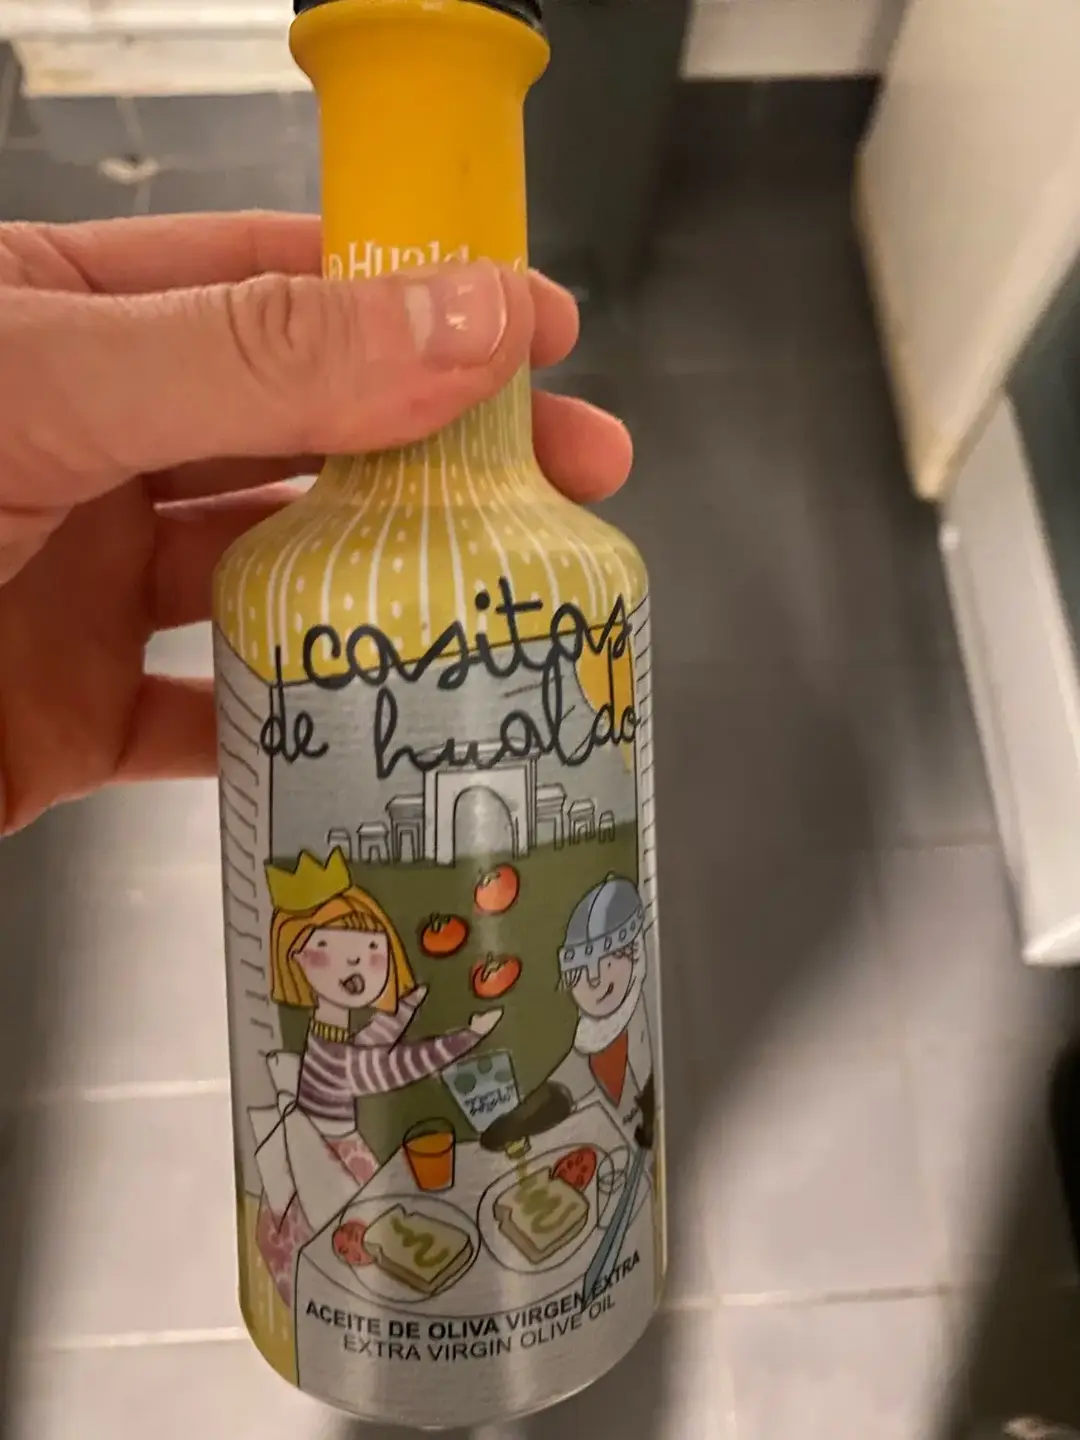 casitas
de hualdo
ACEITE DE OLIVA VIRGEN EXTRA
EXTRA VIRGIN OLIVE OIL